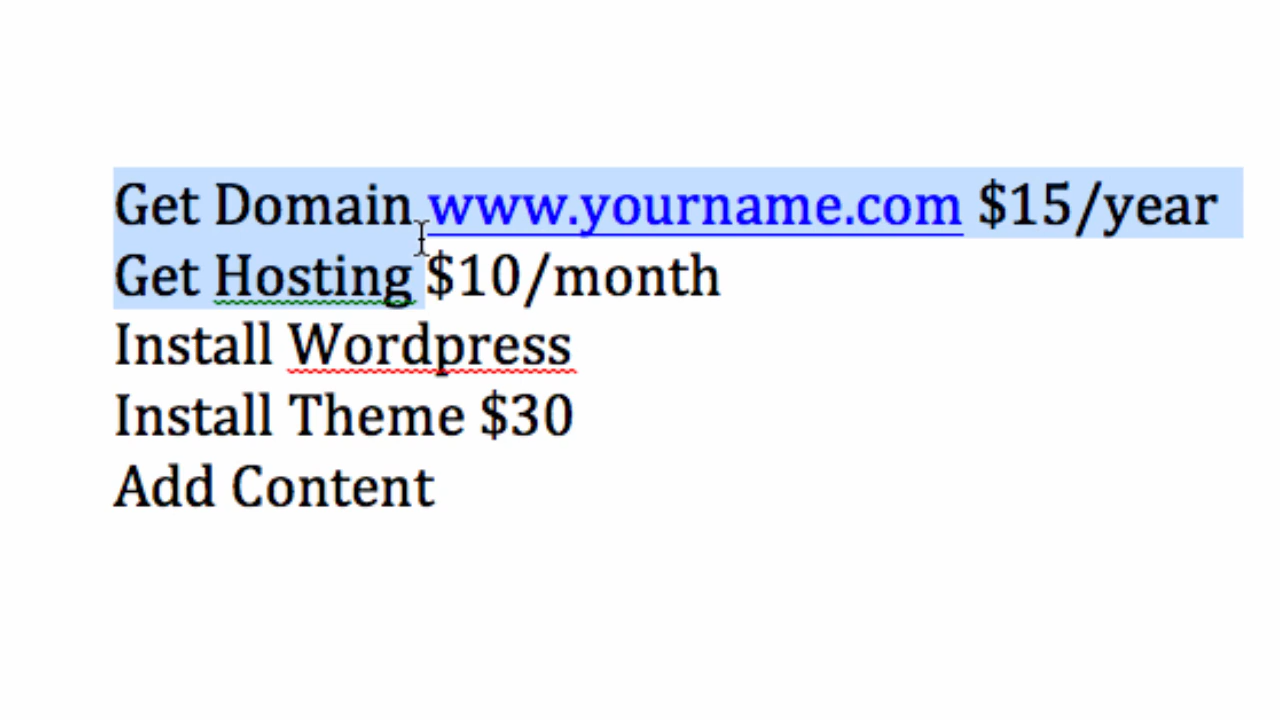 Get Domain www.yourname.com $15/year
Get Hosting $10/month
Install Wordpress
Install Theme $30
Add Content